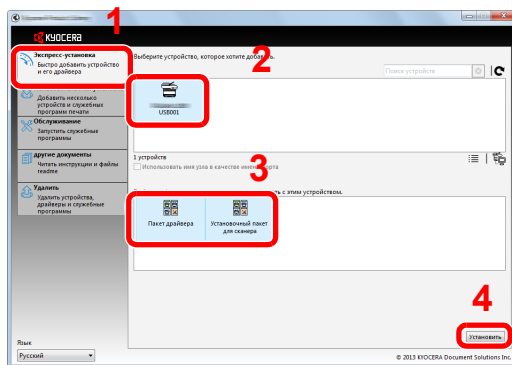 1
KYOCERA
Экспресс-установка
Быстро добавить устройство
и его драйвера
Добавить несколько
устройств и служебных
программ печати
Обслуживание
Запустить служебные
программы
другие документы
Читать инструкции и файлы
readme
Удалить
Удалить устройства,
драйверы и служебные
программы
Язык
Русский
Выберите устройство, которое хотите добавить.
2
Поиск устройств
USB001
1 устройств
Использовать имя узла в качестве имени порта
3
с этим устройством.
Пакет драйвера
Установочный пакет
для сканера
4
Установить
© 2013 KYOCERA Document Solutions Inc.